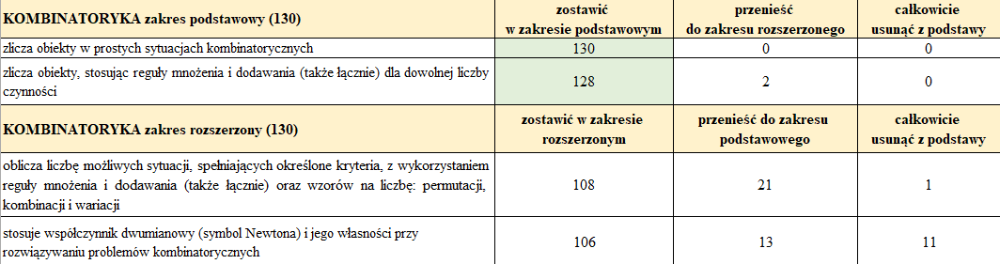 KOMBINATORYKA zakres podstawowy (130)
zostawić
w zakresie podstawowym
przenieść
do zakresu rozszerzonego
całkowicie
usunąć z podstawy
zlicza obiekty w prostych sytuacjach kombinatorycznych
130
0
0
zlicza obiekty, stosując reguły mnożenia i dodawania (także łącznie) dla dowolnej liczby
czynności
128
2
0
KOMBINATORYKA zakres rozszerzony (130)
zostawić w zakresie
rozszerzonym
przenieść do zakresu
podstawowego
całkowicie
usunąć z podstawy
oblicza liczbę możliwych sytuacji, spełniających określone kryteria, z wykorzystaniem
reguły mnożenia i dodawania (także łącznie) oraz wzorów na liczbę: permutacji,
kombinacji i wariacji
108
21
1
stosuje współczynnik dwumianowy (symbol Newtona) i jego własności przy
rozwiązywaniu problemów kombinatorycznych
106
13
11